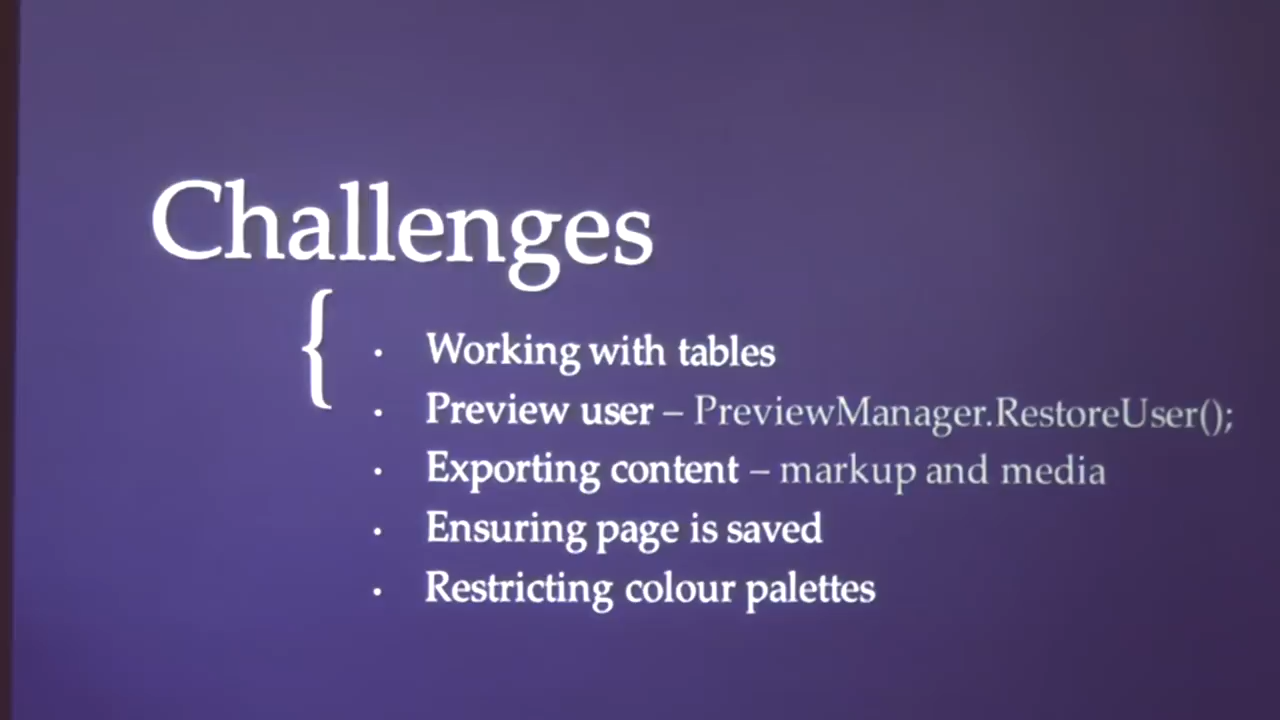 Challenges
{
· Working with tables
· Preview user – PreviewManager.RestoreUser();
· Exporting content – markup and media
· Ensuring page is saved
· Restricting colour palettes